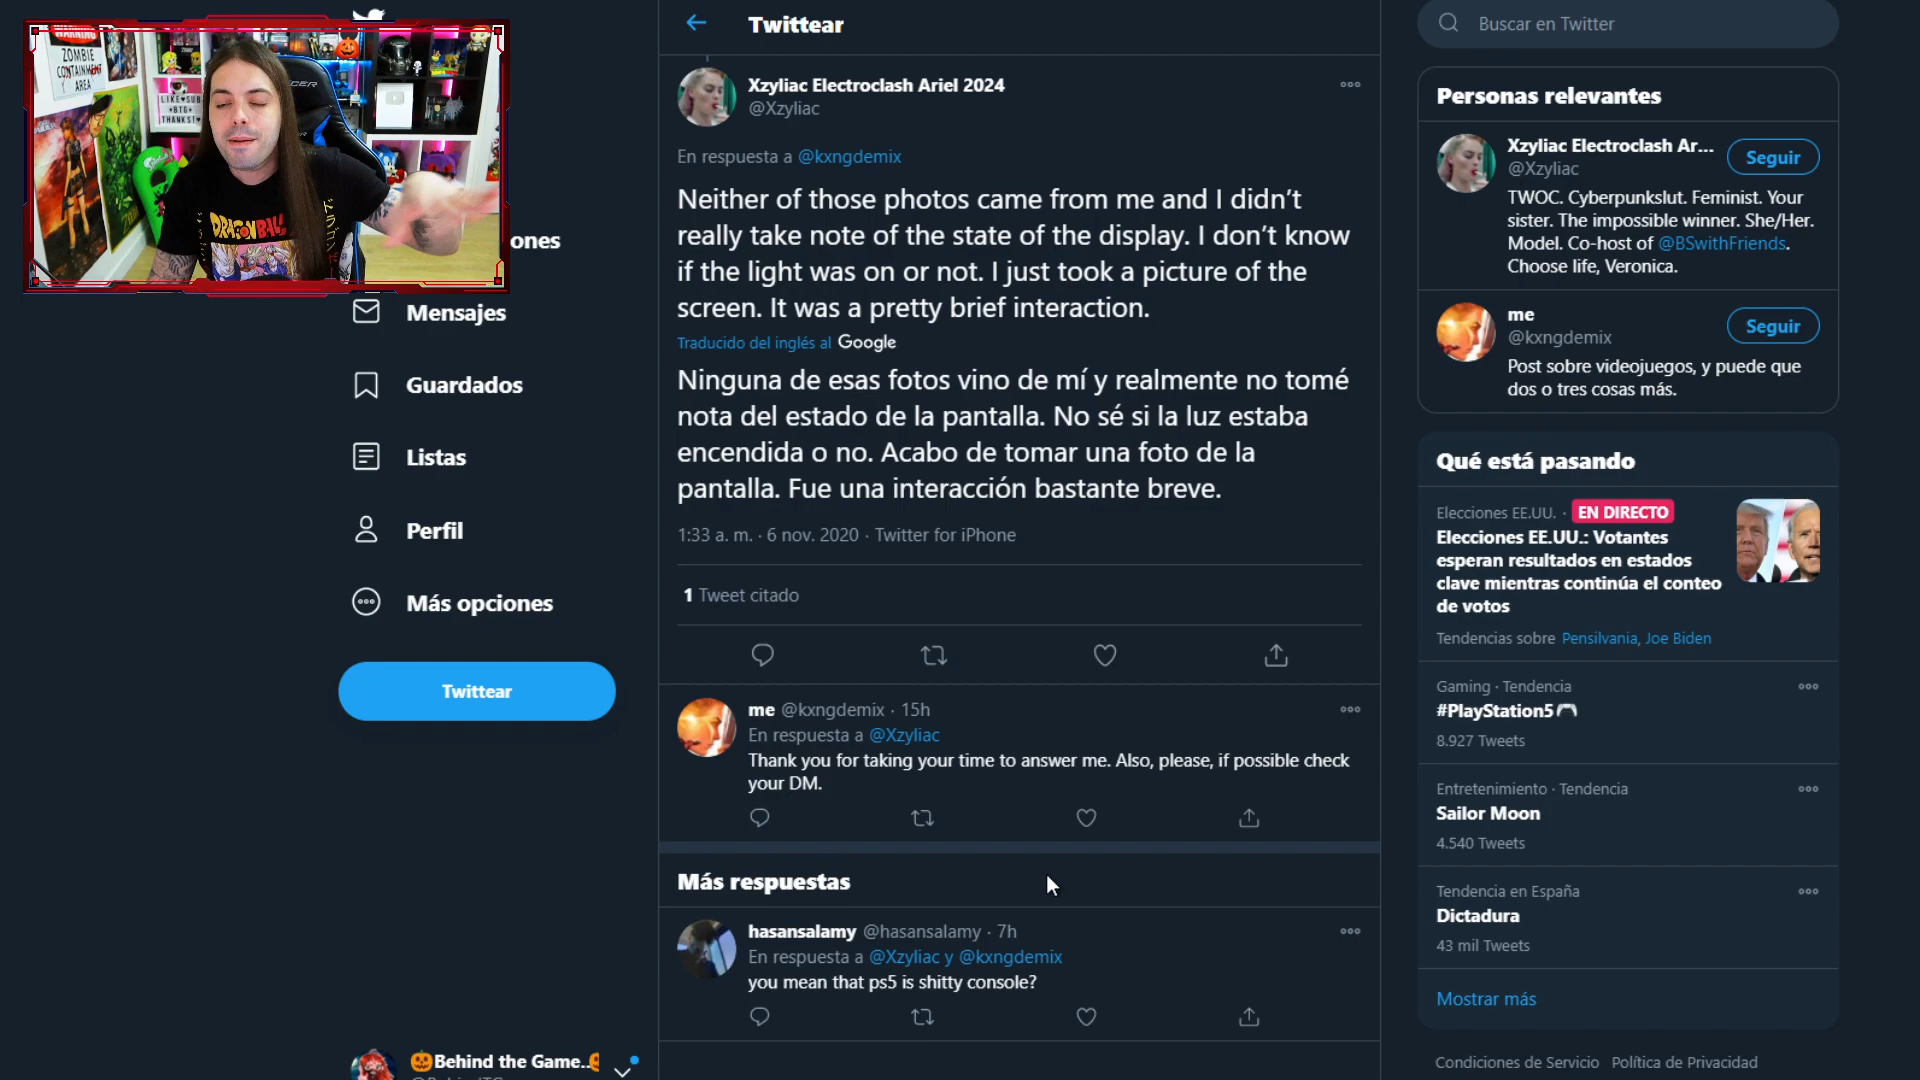 WARNING
ZOMBIE
CONTAINMENT
AREA
LIKE♥SUB
♦BTG♦
THANKS!♥
DRAGON BALL
ones
Mensajes
Guardados
Listas
Perfil
Más opciones
Twittear
🎃Behind the Game..🎃
Twittear
Xzyliac Electroclash Ariel 2024
@Xzyliac
En respuesta a @kxngdemix
Neither of those photos came from me and I didn't
really take note of the state of the display. I don't know
if the light was on or not. I just took a picture of the
screen. It was a pretty brief interaction.
Traducido del inglés al Google
Ninguna de esas fotos vino de mí y realmente no tomé
nota del estado de la pantalla. No sé si la luz estaba
encendida o no. Acabo de tomar una foto de la
pantalla. Fue una interacción bastante breve.
1:33 a. m. · 6 nov. 2020 · Twitter for iPhone
1 Tweet citado
me @kxngdemix · 15h
En respuesta a @Xzyliac
Thank you for taking your time to answer me. Also, please, if possible check
your DM.
Más respuestas
hasansalamy @hasansalamy · 7h
En respuesta a @Xzyliac y @kxngdemix
you mean that ps5 is shitty console?
Buscar en Twitter
Personas relevantes
Xzyliac Electroclash Ar...
@Xzyliac
Seguir
TWOC. Cyberpunkslut. Feminist. Your
sister. The impossible winner. She/Her.
Model. Co-host of @BSwithFriends.
Choose life, Veronica.
me
@kxngdemix
Seguir
Post sobre videojuegos, y puede que
dos o tres cosas más.
Qué está pasando
Elecciones EE.UU. · EN DIRECTO
Elecciones EE.UU.: Votantes
esperan resultados en estados
clave mientras continúa el conteo
de votos
Tendencias sobre Pensilvania, Joe Biden
Gaming · Tendencia
#PlayStation5🎮
8.927 Tweets
Entretenimiento · Tendencia
Sailor Moon
4.540 Tweets
Tendencia en España
Dictadura
43 mil Tweets
Mostrar más
Condiciones de Servicio Política de Privacidad